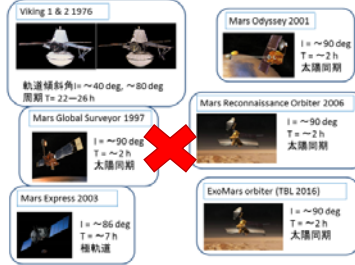 Viking 1 & 2 1976
軌道傾斜角I= ～40 deg, ～80 deg
周期 T= 22−26 h
Mars Odyssey 2001
I = ～90 deg
T = ～2 h
太陽同期
Mars Global Surveyor 1997
I = ～90 deg
T = ～2 h
太陽同期
Mars Reconnaissance Orbiter 2006
I = ～90 deg
T = ～2 h
太陽同期
Mars Express 2003
I = ～86 deg
T = ～7 h
極軌道
ExoMars orbiter (TBL 2016)
I = ～90 deg
T = ～2 h
太陽同期